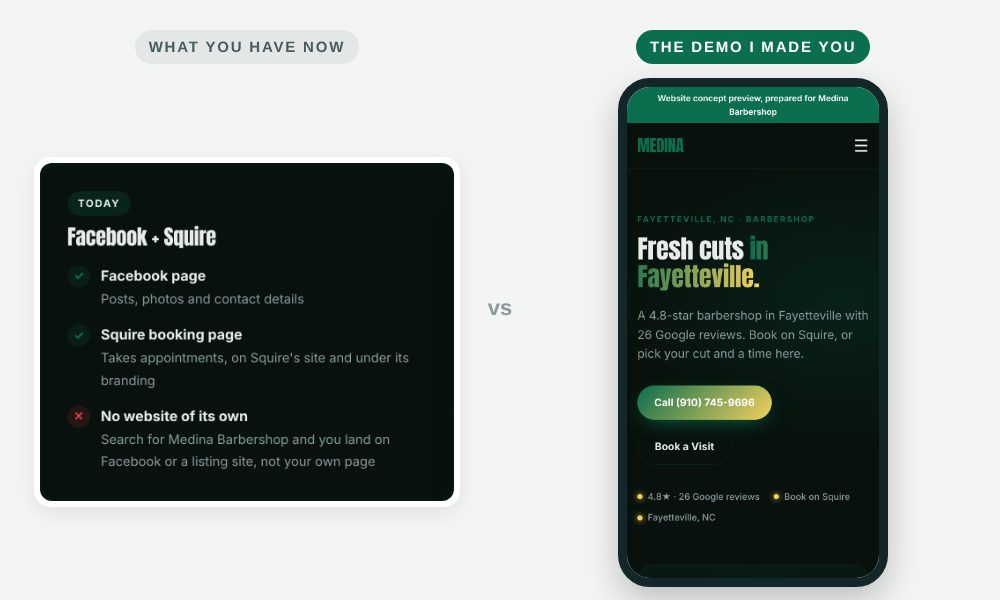 WHAT YOU HAVE NOW
TODAY
Facebook + Squire
Facebook page
Posts, photos and contact details
Squire booking page
Takes appointments, on Squire's site and under its
branding
No website of its own
Search for Medina Barbershop and you land on
Facebook or a listing site, not your own page
vs
THE DEMO I MADE YOU
Website concept preview, prepared for Medina
Barbershop
MEDINA
FAYETTEVILLE, NC · BARBERSHOP
Fresh cuts in
Fayetteville.
A 4.8-star barbershop in Fayetteville with
26 Google reviews. Book on Squire, or
pick your cut and a time here.
Call (910) 745-9696
Book a Visit
4.8★ · 26 Google reviews
Book on Squire
Fayetteville, NC